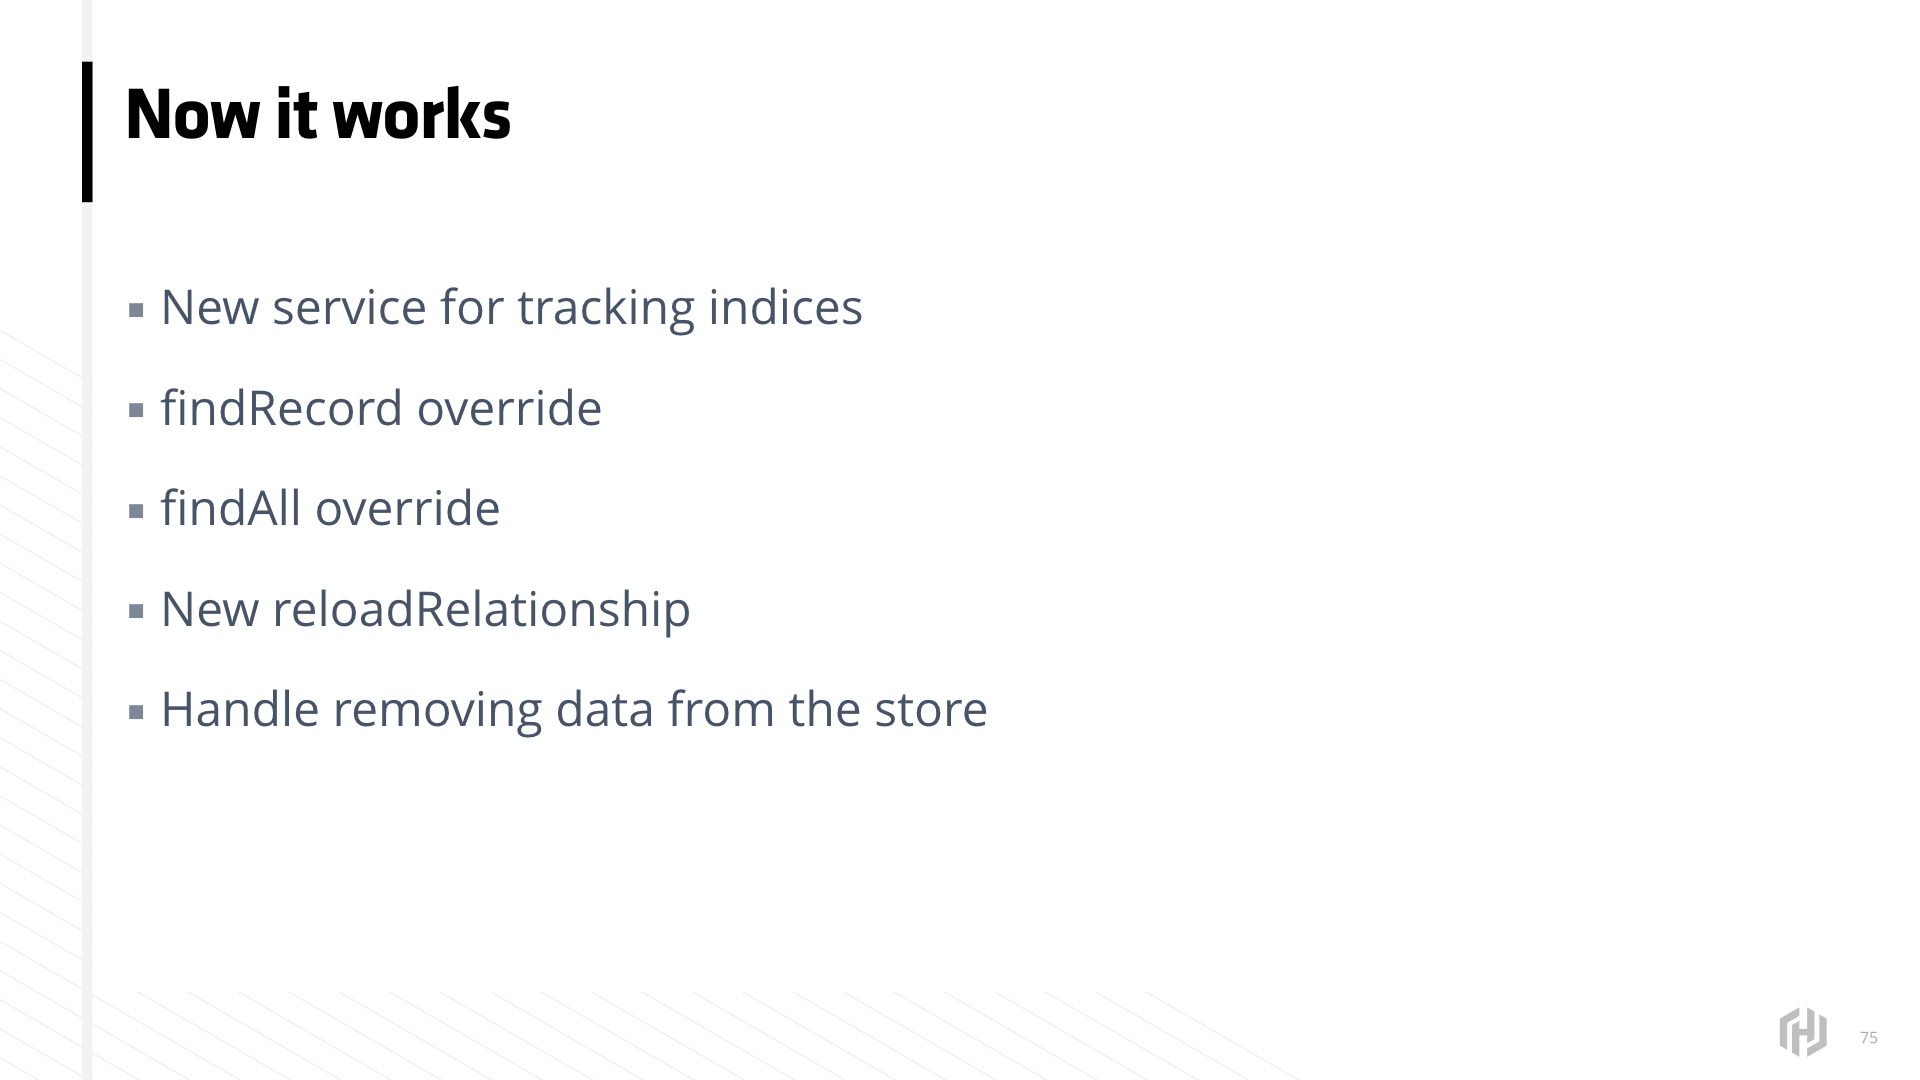 Now it works
▪ New service for tracking indices
▪ findRecord override
▪ findAll override
▪ New reloadRelationship
▪ Handle removing data from the store
75